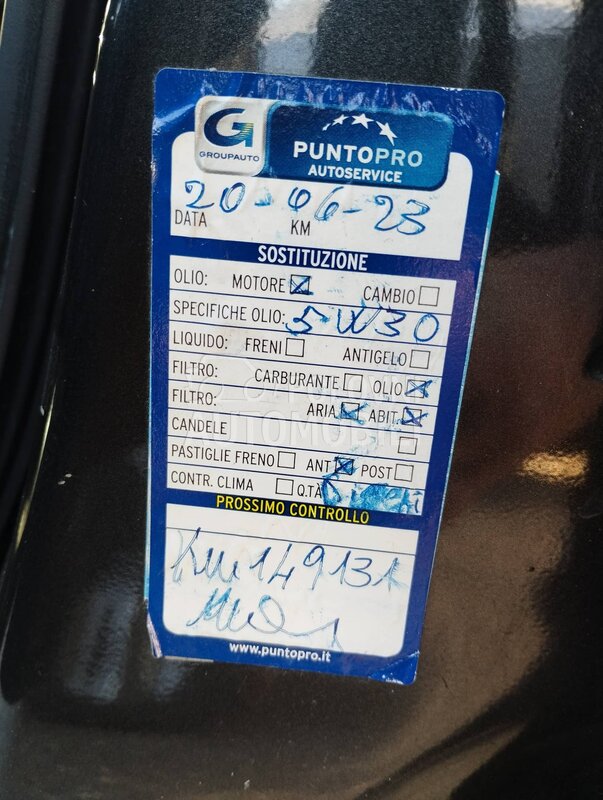 G
GROUPAUTO
PUNTOPRO
AUTOSERVICE
20-06-23
DATA KM
SOSTITUZIONE
OLIO: MOTORE CAMBIO
SPECIFICHE OLIO: 5-W30
LIQUIDO: FRENI ANTIGELO
FILTRO: CARBURANTE OLIO
FILTRO: ARIA ABIT.
CANDELE
PASTIGLIE FRENO ANT POST
CONTR. CLIMA Q.TÀ
PROSSIMO CONTROLLO
Km 149131
www.puntopro.it